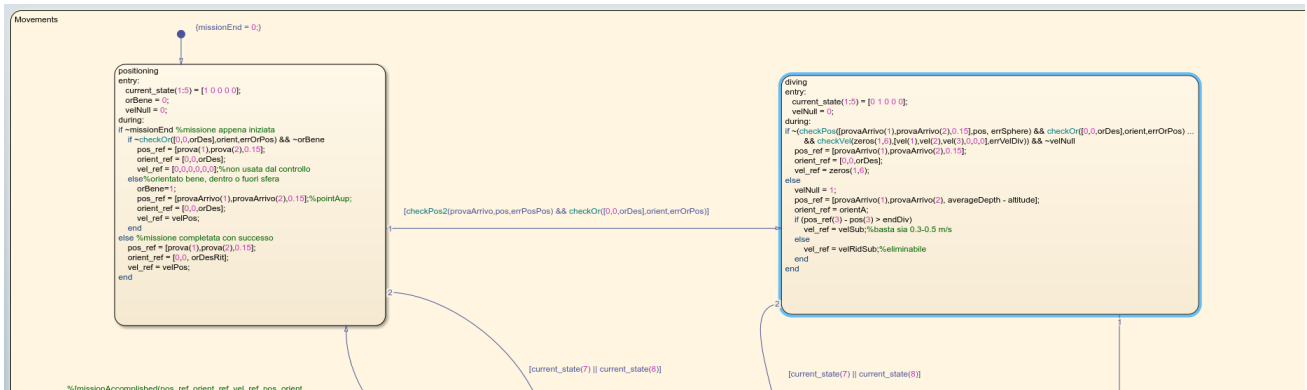 Movements
{missionEnd = 0;}
positioning
entry:
current_state(1:5) = [1 0 0 0 0];
orBene = 0;
velNull = 0;
during:
if ~missionEnd %missione appena iniziata
if ~checkOr([0,0,orDes],orient,errOrPos) && ~orBene
pos_ref = [prova(1),prova(2),0.15];
orient_ref = [0,0,orDes];
vel_ref = [0,0,0,0,0,0];%non usata dal controllo
else%orientato bene, dentro o fuori sfera
orBene=1;
pos_ref = [provaArrivo(1),provaArrivo(2),0.15];%pointAup;
orient_ref = [0,0,orDes];
vel_ref = velPos;
end
else %missione completata con successo
pos_ref = [prova(1),prova(2),0.15];
orient_ref = [0,0, orDesRit];
vel_ref = velPos;
end
[checkPos2(provaArrivo,pos,errPosPos) && checkOr([0,0,orDes],orient,errOrPos)]
1
2
diving
entry:
current_state(1:5) = [0 1 0 0 0];
velNull = 0;
during:
if ~(checkPos([provaArrivo(1),provaArrivo(2),0.15],pos, errSphere) && checkOr([0,0,orDes],orient,errOrPos) ...
&& checkVel(zeros(1,6),[vel(1),vel(2),vel(3),0,0,0],errVelDiv)) && ~velNull
pos_ref = [provaArrivo(1),provaArrivo(2),0.15];
orient_ref = [0,0,orDes];
vel_ref = zeros(1,6);
else
velNull = 1;
pos_ref = [provaArrivo(1),provaArrivo(2), averageDepth - altitude];
orient_ref = orientA;
if (pos_ref(3) - pos(3) > endDiv)
vel_ref = velSub;%basta sia 0.3-0.5 m/s
else
vel_ref = velRidSub;%eliminabile
end
end
2
1
[current_state(7) || current_state(8)]
[current_state(7) || current_state(8)]
%[missionAccomplished(pos_ref, orient_ref, vel_ref, pos, orient,